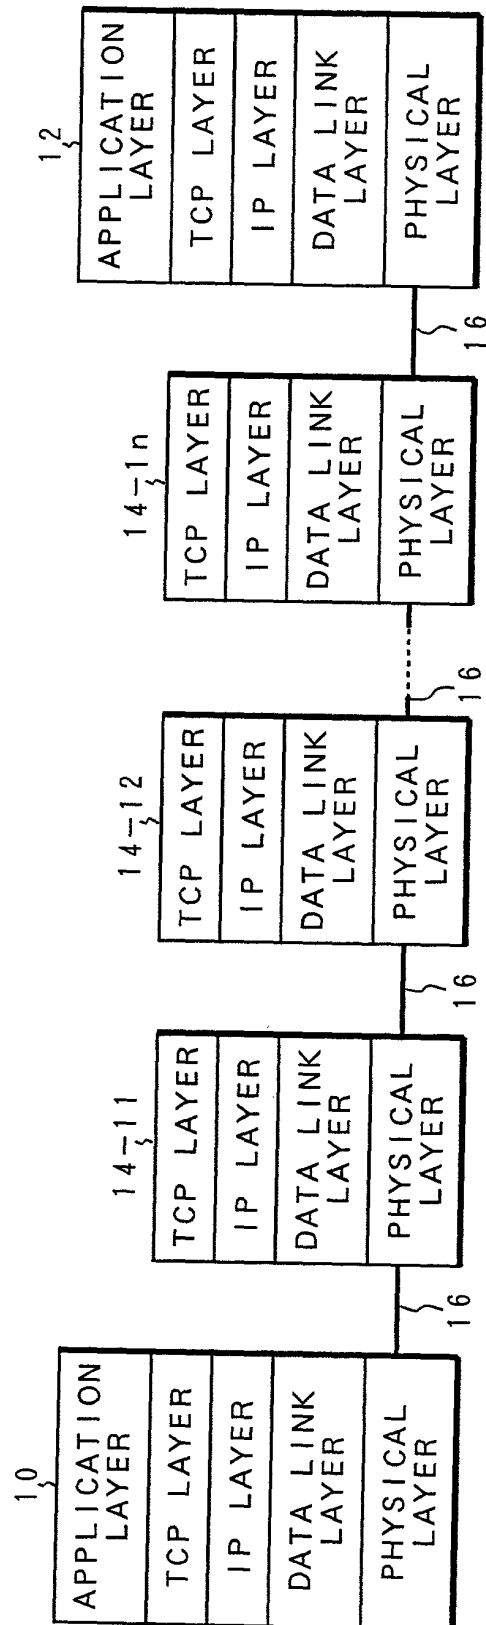 10
APPLICATION
LAYER
TCP LAYER
IP LAYER
DATA LINK
LAYER
PHYSICAL
LAYER
16
14-11
TCP LAYER
IP LAYER
DATA LINK
LAYER
PHYSICAL
LAYER
16
14-12
TCP LAYER
IP LAYER
DATA LINK
LAYER
PHYSICAL
LAYER
16
14-1n
TCP LAYER
IP LAYER
DATA LINK
LAYER
PHYSICAL
LAYER
16
12
APPLICATION
LAYER
TCP LAYER
IP LAYER
DATA LINK
LAYER
PHYSICAL
LAYER